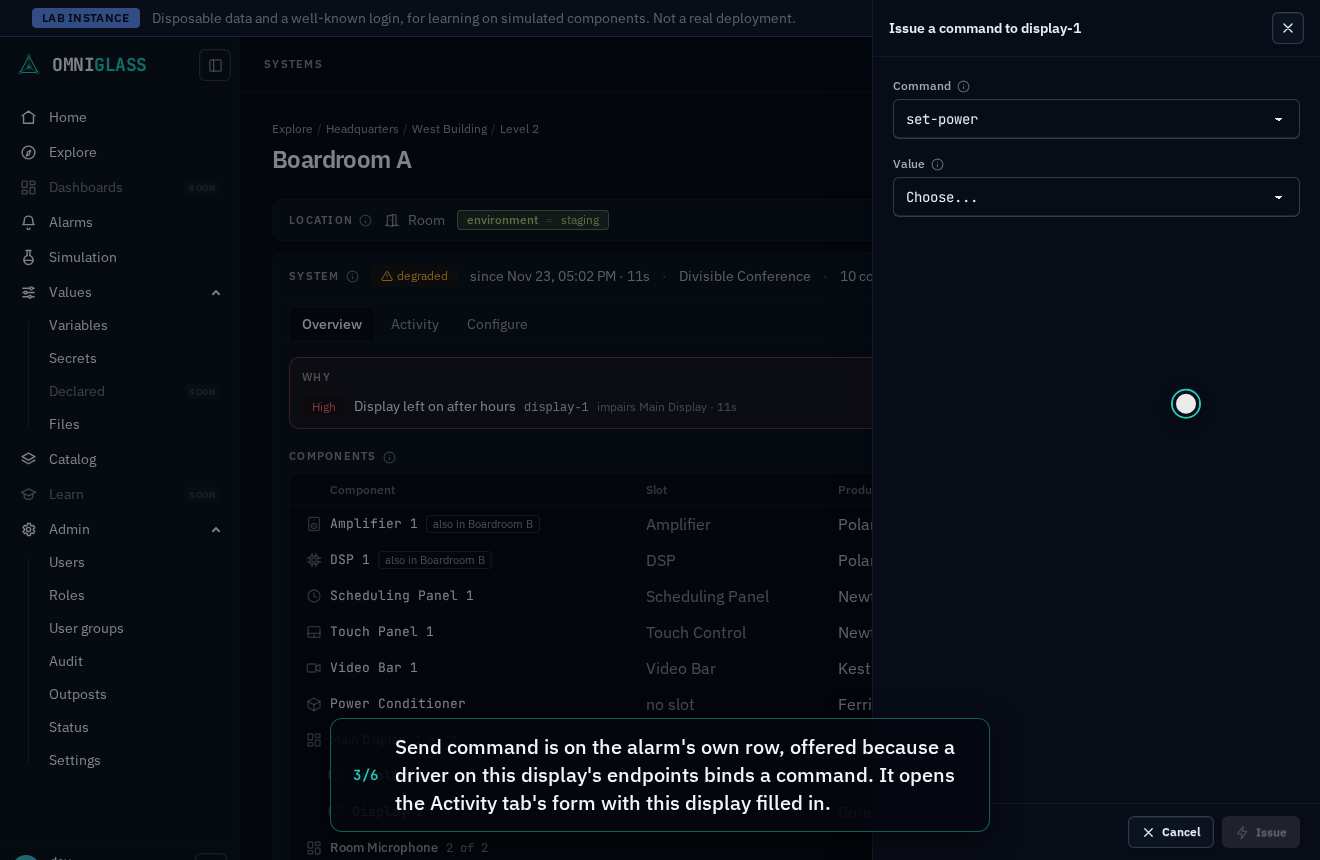 LAB INSTANCE Disposable data and a well-known login, for learning on simulated components. Not a real deployment.
OMNIGLASS
Home
Explore
Dashboards SOON
Alarms
Simulation
Values
Variables
Secrets
Declared SOON
Files
Catalog
Learn SOON
Admin
Users
Roles
User groups
Audit
Outposts
Status
Settings
SYSTEMS
Explore / Headquarters / West Building / Level 2
Boardroom A
LOCATION Room environment = staging
SYSTEM degraded since Nov 23, 05:02 PM · 11s · Divisible Conference · 10 co
Overview Activity Configure
WHY
High Display left on after hours display-1 impairs Main Display · 11s
COMPONENTS
Component Slot Produ
Amplifier 1 also in Boardroom B Amplifier Polar
DSP 1 also in Boardroom B DSP Polar
Scheduling Panel 1 Scheduling Panel Newt
Touch Panel 1 Touch Control Newt
Video Bar 1 Video Bar Kest
Power Conditioner no slot Ferri
Room Microphone 2 of 2
3/6
Send command is on the alarm's own row, offered because a
driver on this display's endpoints binds a command. It opens
the Activity tab's form with this display filled in.
Issue a command to display-1
Command
set-power
Value
Choose...
Cancel
Issue